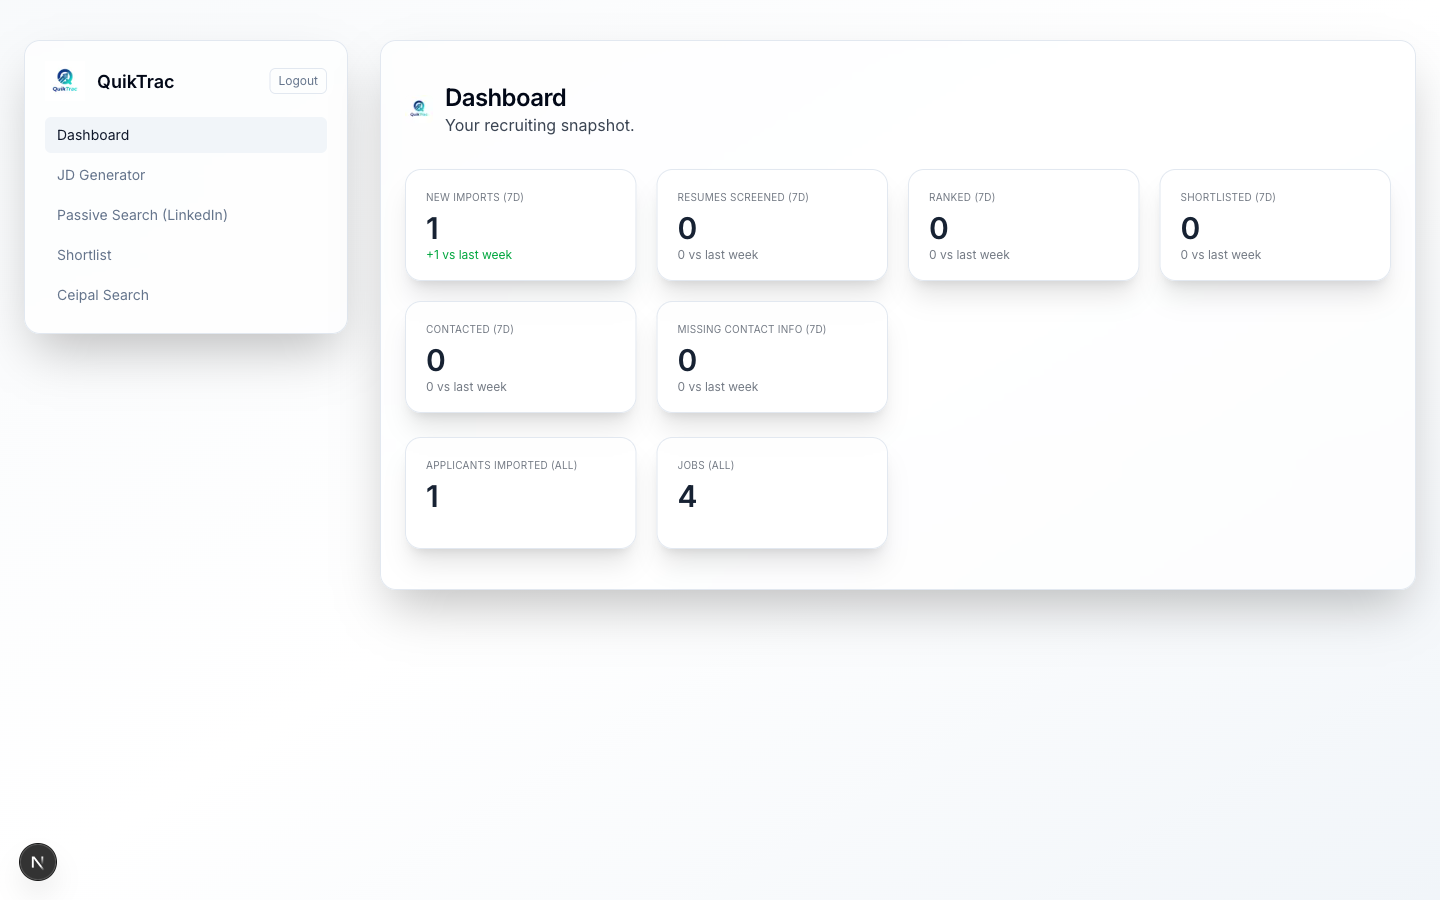 QuikTrac
QuikTrac
Logout
Dashboard
JD Generator
Passive Search (LinkedIn)
Shortlist
Ceipal Search
QuikTrac
Dashboard
Your recruiting snapshot.
NEW IMPORTS (7D)
1
+1 vs last week
RESUMES SCREENED (7D)
0
0 vs last week
RANKED (7D)
0
0 vs last week
SHORTLISTED (7D)
0
0 vs last week
CONTACTED (7D)
0
0 vs last week
MISSING CONTACT INFO (7D)
0
0 vs last week
APPLICANTS IMPORTED (ALL)
1
JOBS (ALL)
4
N